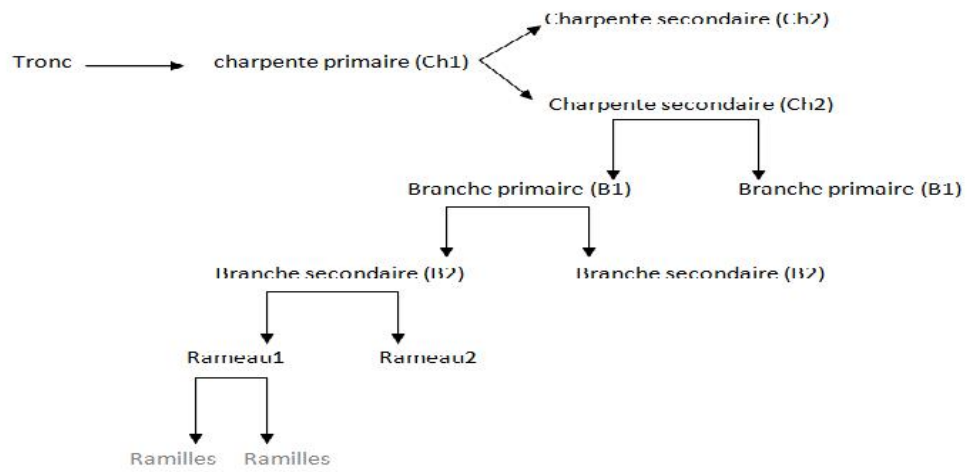 Charpente secondaire (Ch2)
Tronc charpente primaire (Ch1)
Charpente secondaire (Ch2)
Branche primaire (B1) Branche primaire (B1)
Branche secondaire (B2) Branche secondaire (B2)
Rameau1 Rameau2
Ramilles Ramilles